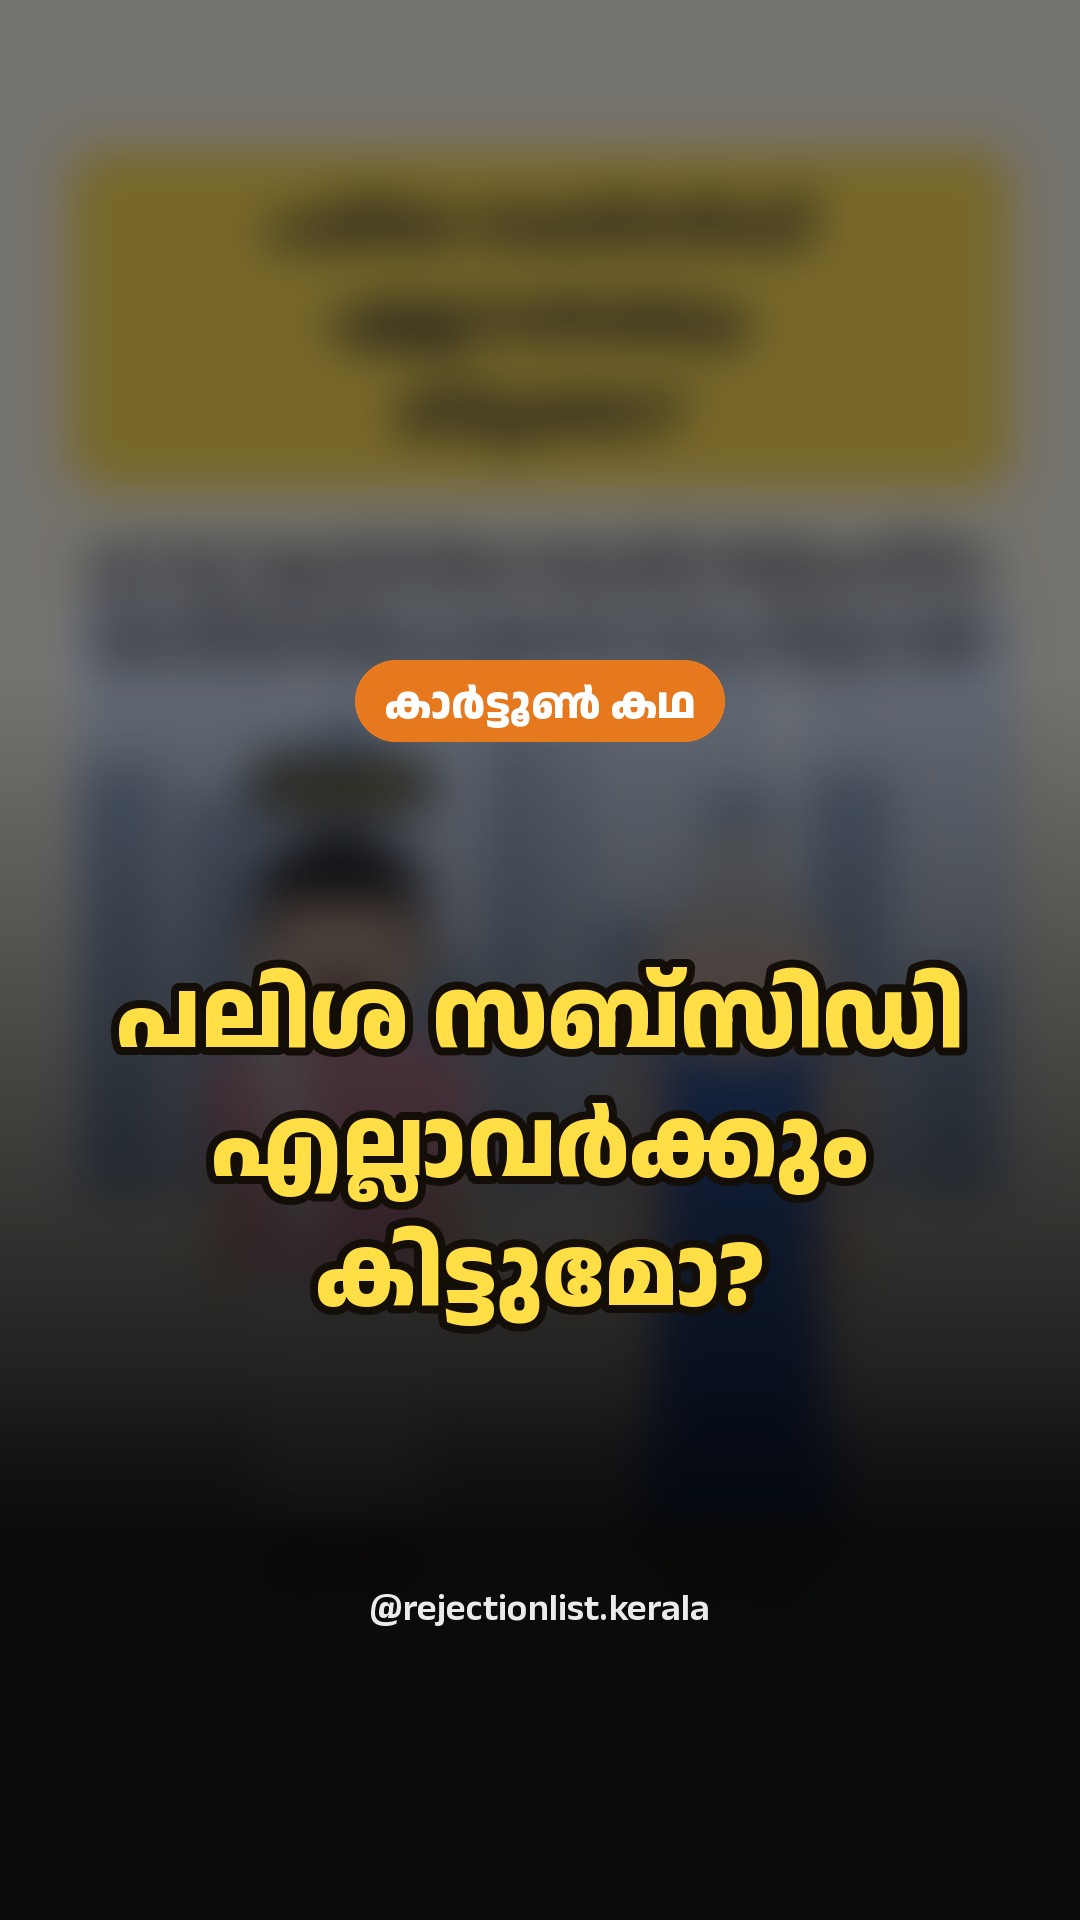 കാർട്ടൂൺ കഥ
പലിശ സബ്സിഡി
എല്ലാവർക്കും
കിട്ടുമോ?
@rejectionlist.kerala